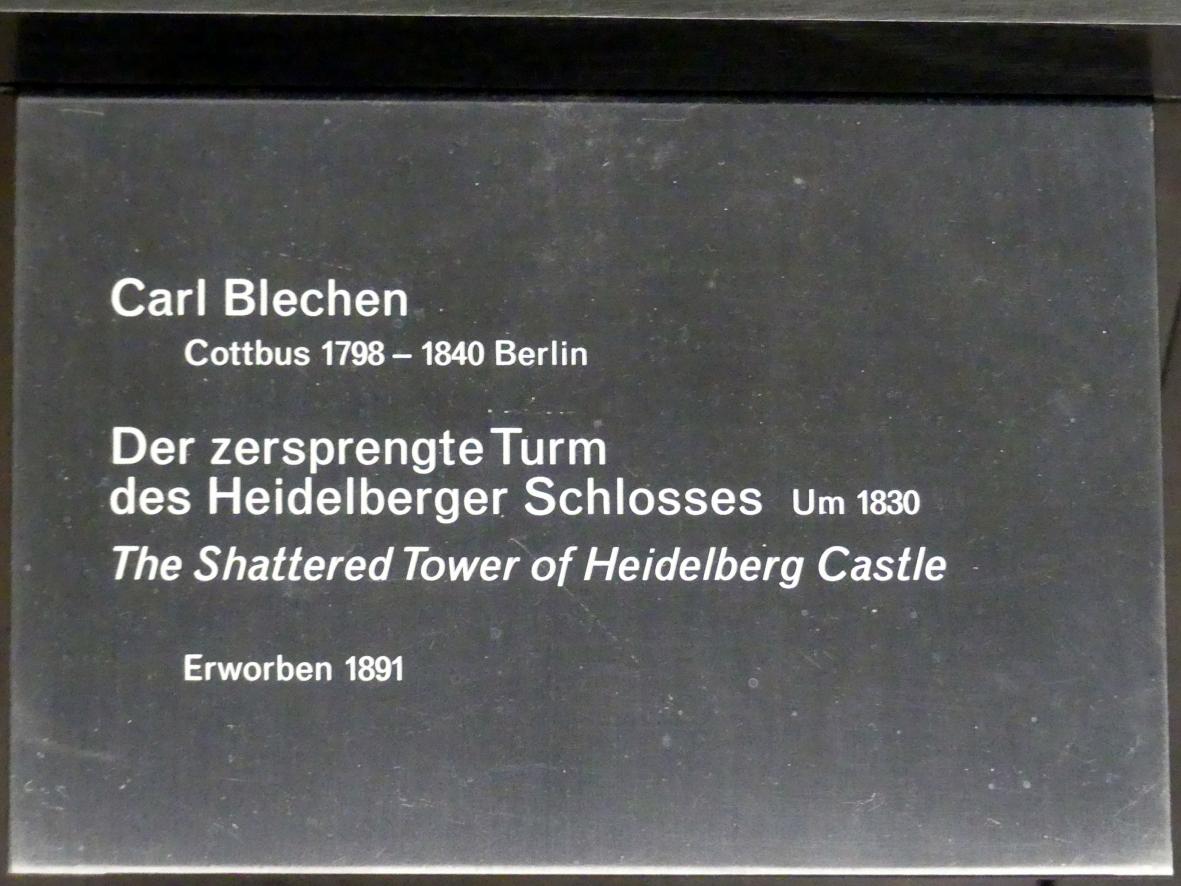 Carl Blechen
Cottbus 1798 – 1840 Berlin
Der zersprengte Turm
des Heidelberger Schlosses Um 1830
The Shattered Tower of Heidelberg Castle
Erworben 1891